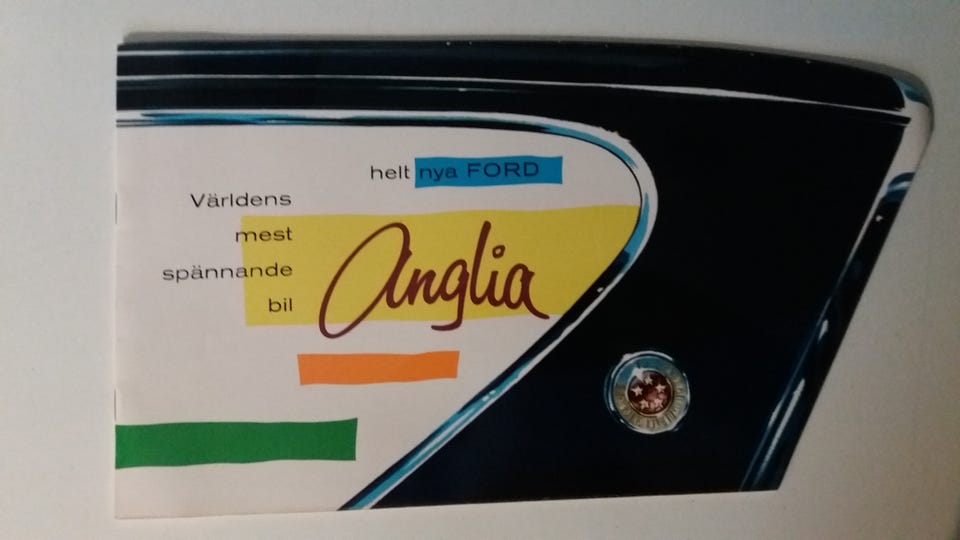 helt nya FORD
Världens
mest
spännande
bil
Anglia